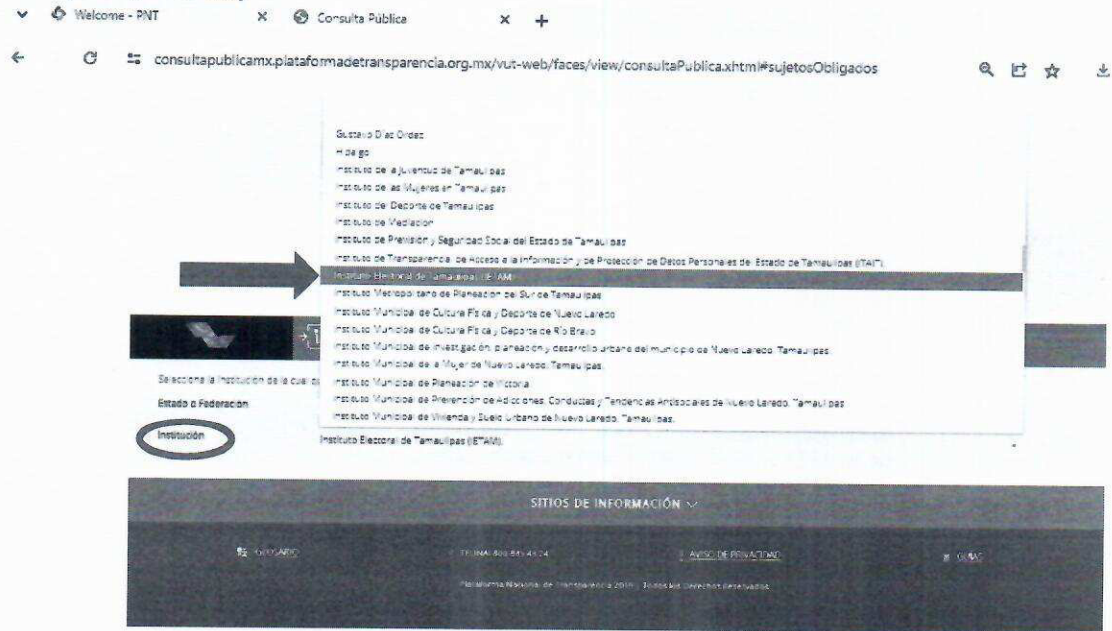 Welcome - PNT
Consulta Pública
consultapublicamx.plataformadetransparencia.org.mx/vut-web/faces/view/consultaPublica.xhtml#sujetosObligados
Gustavo Díaz Ordaz
Hidalgo
Instituto de la Juventud de Tamaulipas
Instituto de las Mujeres en Tamaulipas
Instituto del Deporte de Tamaulipas
Instituto de Mediación
Instituto de Previsión y Seguridad Social del Estado de Tamaulipas
Instituto de Transparencia, de Acceso a la Información y de Protección de Datos Personales del Estado de Tamaulipas (ITAIT).
Instituto Electoral de Tamaulipas (IETAM)
Instituto Metropolitano de Planeación del Sur de Tamaulipas
Instituto Municipal de Cultura Física y Deporte de Nuevo Laredo
Instituto Municipal de Cultura Física y Deporte de Río Bravo
Instituto Municipal de investigación, planeación y desarrollo urbano del municipio de Nuevo Laredo, Tamaulipas
Instituto Municipal de la Mujer de Nuevo Laredo, Tamaulipas.
Instituto Municipal de Planeación de Victoria
Instituto Municipal de Prevención de Adicciones, Conductas y Tendencias Antisociales de Nuevo Laredo, Tamaulipas
Instituto Municipal de Vivienda y Suelo Urbano de Nuevo Laredo, Tamaulipas.
Selecciona la institución de la cual
Estado o Federación
Institución
Instituto Electoral de Tamaulipas (IETAM).
SITIOS DE INFORMACIÓN
GLOSARIO
AVISO DE PRIVACIDAD
GUÍAS
Plataforma Nacional de Transparencia Todos los Derechos Reservados